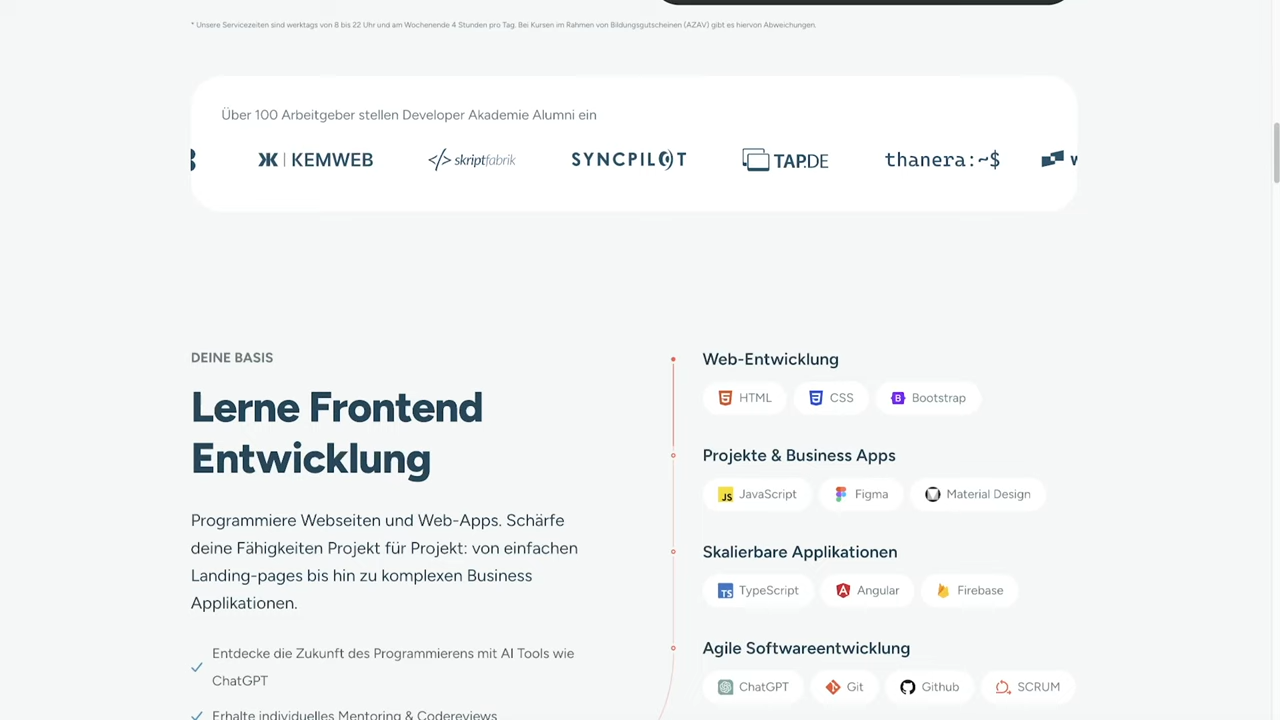 * Unsere Servicezeiten sind werktags von 8 bis 22 Uhr und am Wochenende 4 Stunden pro Tag. Bei Kursen im Rahmen von Bildungsgutscheinen (AZAV) gibt es hiervon Abweichungen.
Über 100 Arbeitgeber stellen Developer Akademie Alumni ein
KEMWEB
</> skriptfabrik
SYNCPILOT
TAP.DE
thanera:~$
DEINE BASIS
Lerne Frontend
Entwicklung
Programmiere Webseiten und Web-Apps. Schärfe
deine Fähigkeiten Projekt für Projekt: von einfachen
Landing-pages bis hin zu komplexen Business
Applikationen.
Entdecke die Zukunft des Programmierens mit AI Tools wie
ChatGPT
Erhalte individuelles Mentoring & Codereviews
Web-Entwicklung
HTML
CSS
B Bootstrap
Projekte & Business Apps
JS JavaScript
Figma
Material Design
Skalierbare Applikationen
TS TypeScript
Angular
Firebase
Agile Softwareentwicklung
ChatGPT
Git
Github
SCRUM